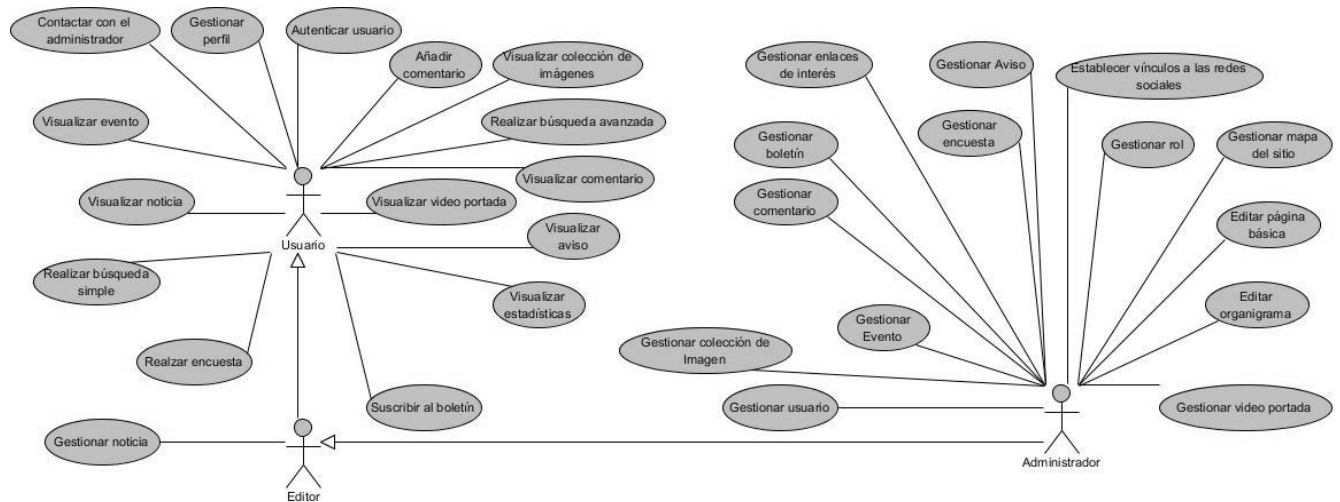 Contactar con el
administrador
Gestionar
perfil
Autenticar usuario
Añadir
comentario
Visualizar colección de
imágenes
Visualizar evento
Realizar búsqueda avanzada
Visualizar comentario
Visualizar noticia
Visualizar video portada
Usuario
Visualizar
aviso
Realizar búsqueda
simple
Visualizar
estadísticas
Realzar encuesta
Suscribir al boletín
Gestionar noticia
Editor
Gestionar enlaces
de interés
Gestionar Aviso
Establecer vínculos a las redes
sociales
Gestionar
boletín
Gestionar
encuesta
Gestionar rol
Gestionar mapa
del sitio
Gestionar
comentario
Editar página
básica
Gestionar
Evento
Editar
organigrama
Gestionar colección de
Imagen
Gestionar usuario
Gestionar video portada
Administrador